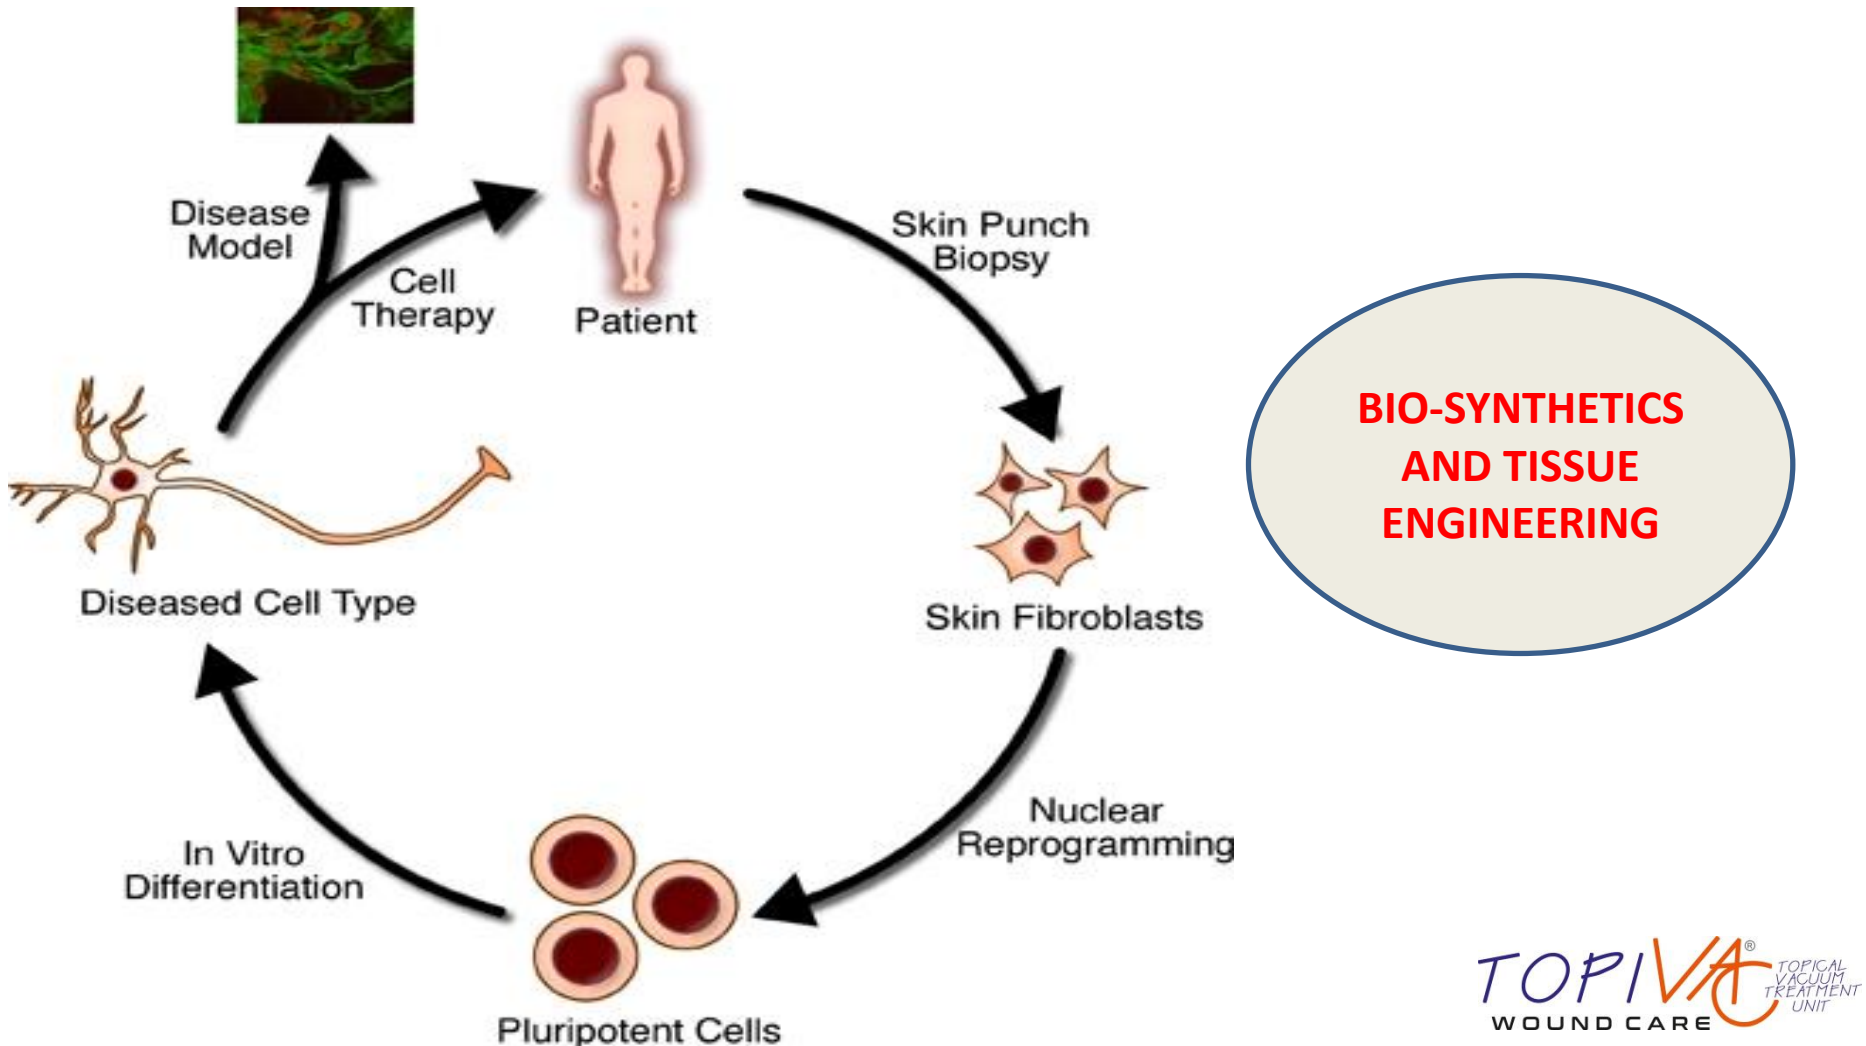 Disease
Model
Cell
Therapy
Patient
Skin Punch
Biopsy
Skin Fibroblasts
Nuclear
Reprogramming
Pluripotent Cells
In Vitro
Differentiation
Diseased Cell Type
BIO-SYNTHETICS
AND TISSUE
ENGINEERING
TOPIVAC®
WOUND CARE
TOPICAL
VACUUM
TREATMENT
UNIT